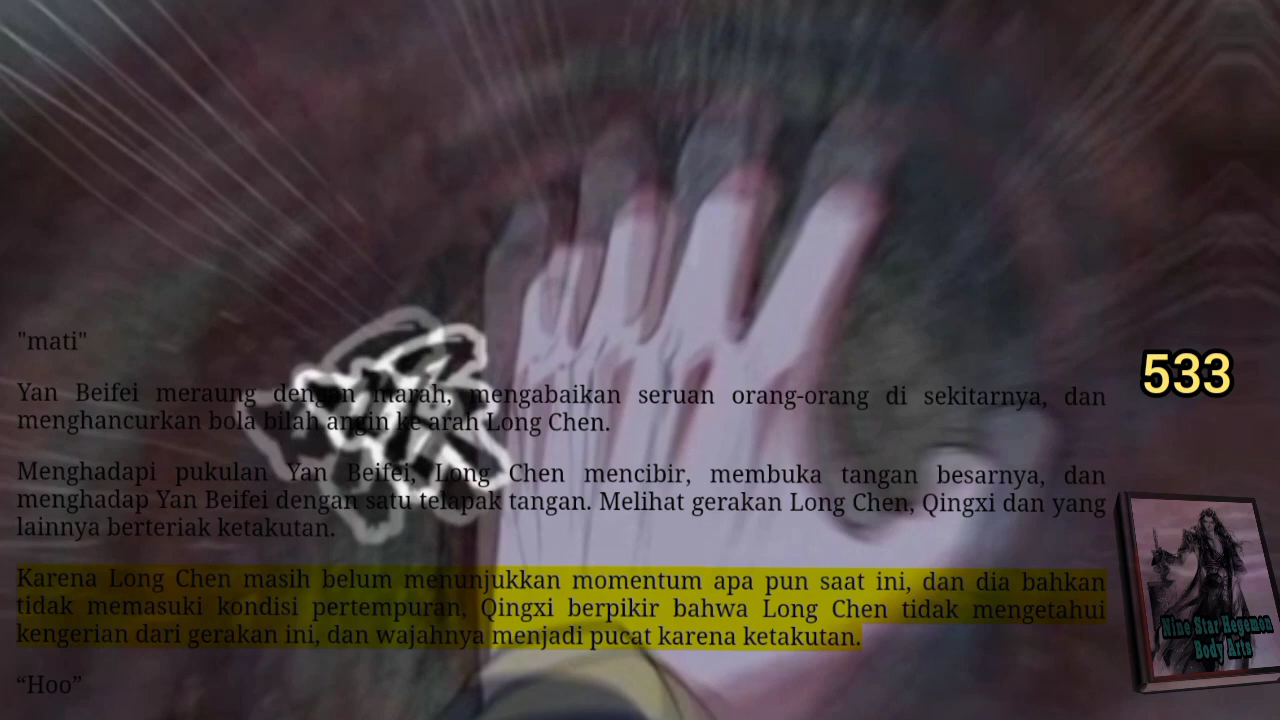 "mati"
Yan Beifei meraung dengan marah, mengabaikan seruan orang-orang di sekitarnya, dan
menghancurkan bola bilah angin ke arah Long Chen.
Menghadapi pukulan Yan Beifei, Long Chen mencibir, membuka tangan besarnya, dan
menghadap Yan Beifei dengan satu telapak tangan. Melihat gerakan Long Chen, Qingxi dan yang
lainnya berteriak ketakutan.
Karena Long Chen masih belum menunjukkan momentum apa pun saat ini, dan dia bahkan
tidak memasuki kondisi pertempuran, Qingxi berpikir bahwa Long Chen tidak mengetahui
kengerian dari gerakan ini, dan wajahnya menjadi pucat karena ketakutan.
“Hoo”
533
Nine Star Hegemon
Body Arts